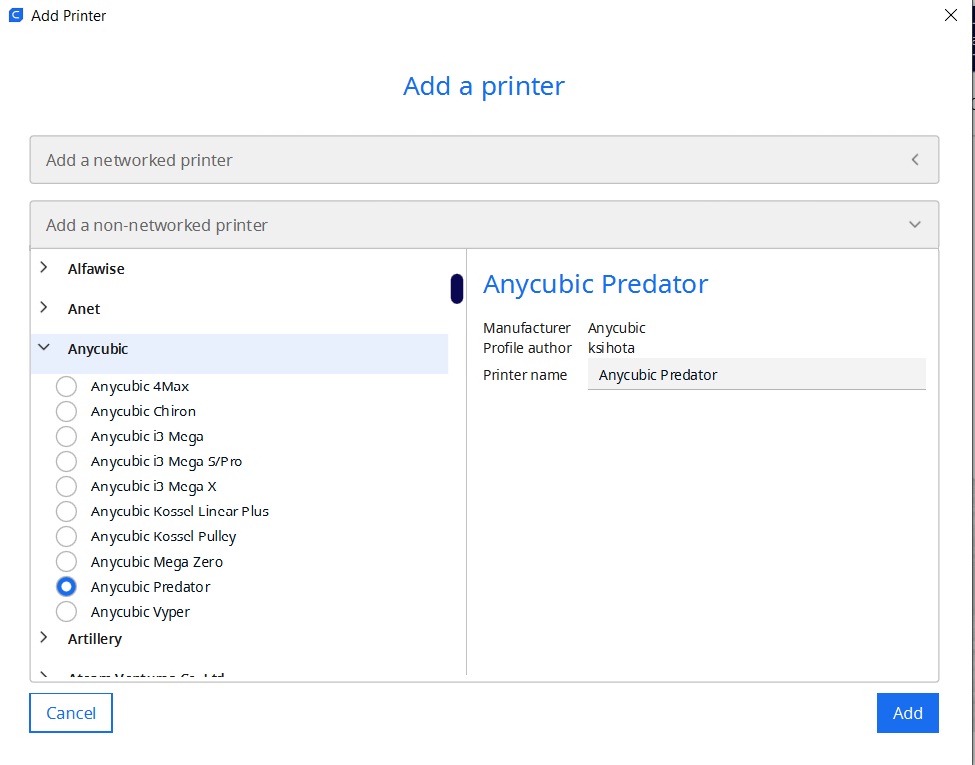 Add Printer
Add a printer
Add a networked printer
Add a non-networked printer
Alfawise
Anet
Anycubic
Anycubic 4Max
Anycubic Chiron
Anycubic i3 Mega
Anycubic i3 Mega S/Pro
Anycubic i3 Mega X
Anycubic Kossel Linear Plus
Anycubic Kossel Pulley
Anycubic Mega Zero
Anycubic Predator
Anycubic Vyper
Artillery
Anycubic Predator
Manufacturer Anycubic
Profile author ksihota
Printer name Anycubic Predator
Cancel
Add